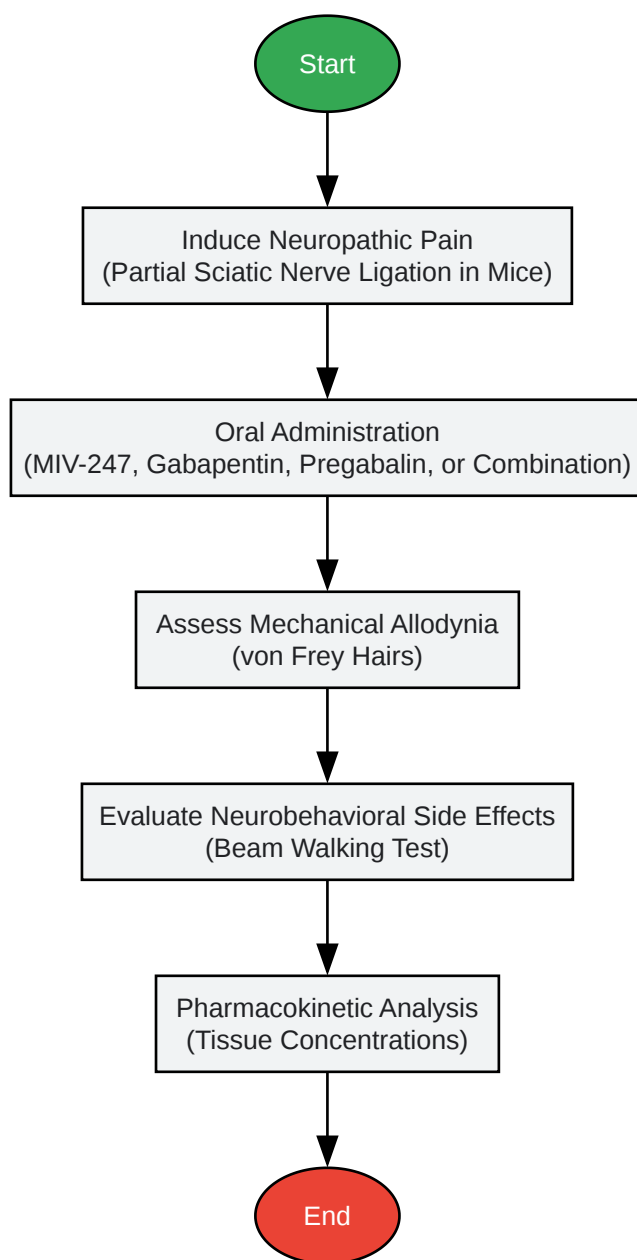 Start
Induce Neuropathic Pain
(Partial Sciatic Nerve Ligation in Mice)
Oral Administration
(MIV-247, Gabapentin, Pregabalin, or Combination)
Assess Mechanical Allodynia
(von Frey Hairs)
Evaluate Neurobehavioral Side Effects
(Beam Walking Test)
Pharmacokinetic Analysis
(Tissue Concentrations)
End